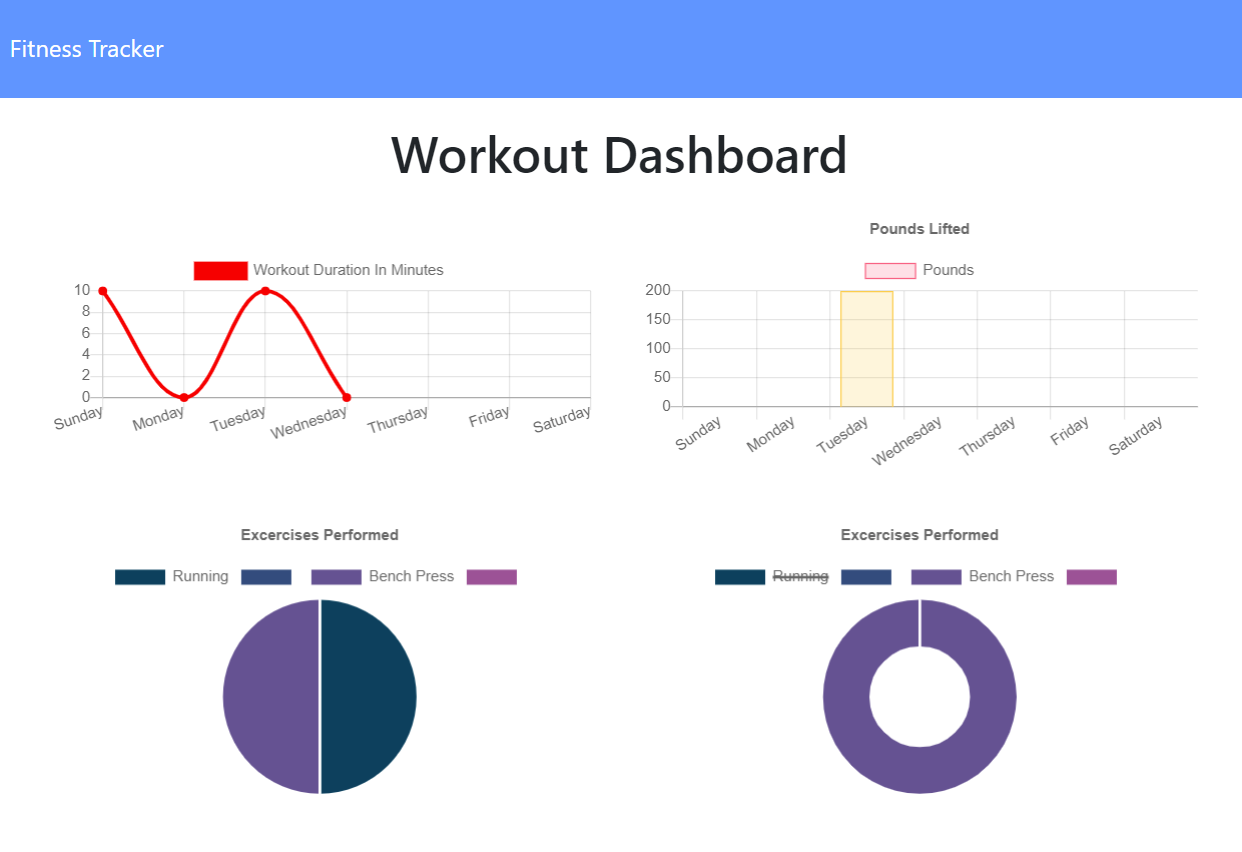 Fitness Tracker
Workout Dashboard
Workout Duration In Minutes
10
8
6
4
2
0
Sunday Monday Tuesday Wednesday Thursday Friday Saturday
Pounds Lifted
Pounds
200
150
100
50
0
Sunday Monday Tuesday Wednesday Thursday Friday Saturday
Excercises Performed
Running Bench Press
Excercises Performed
Running Bench Press